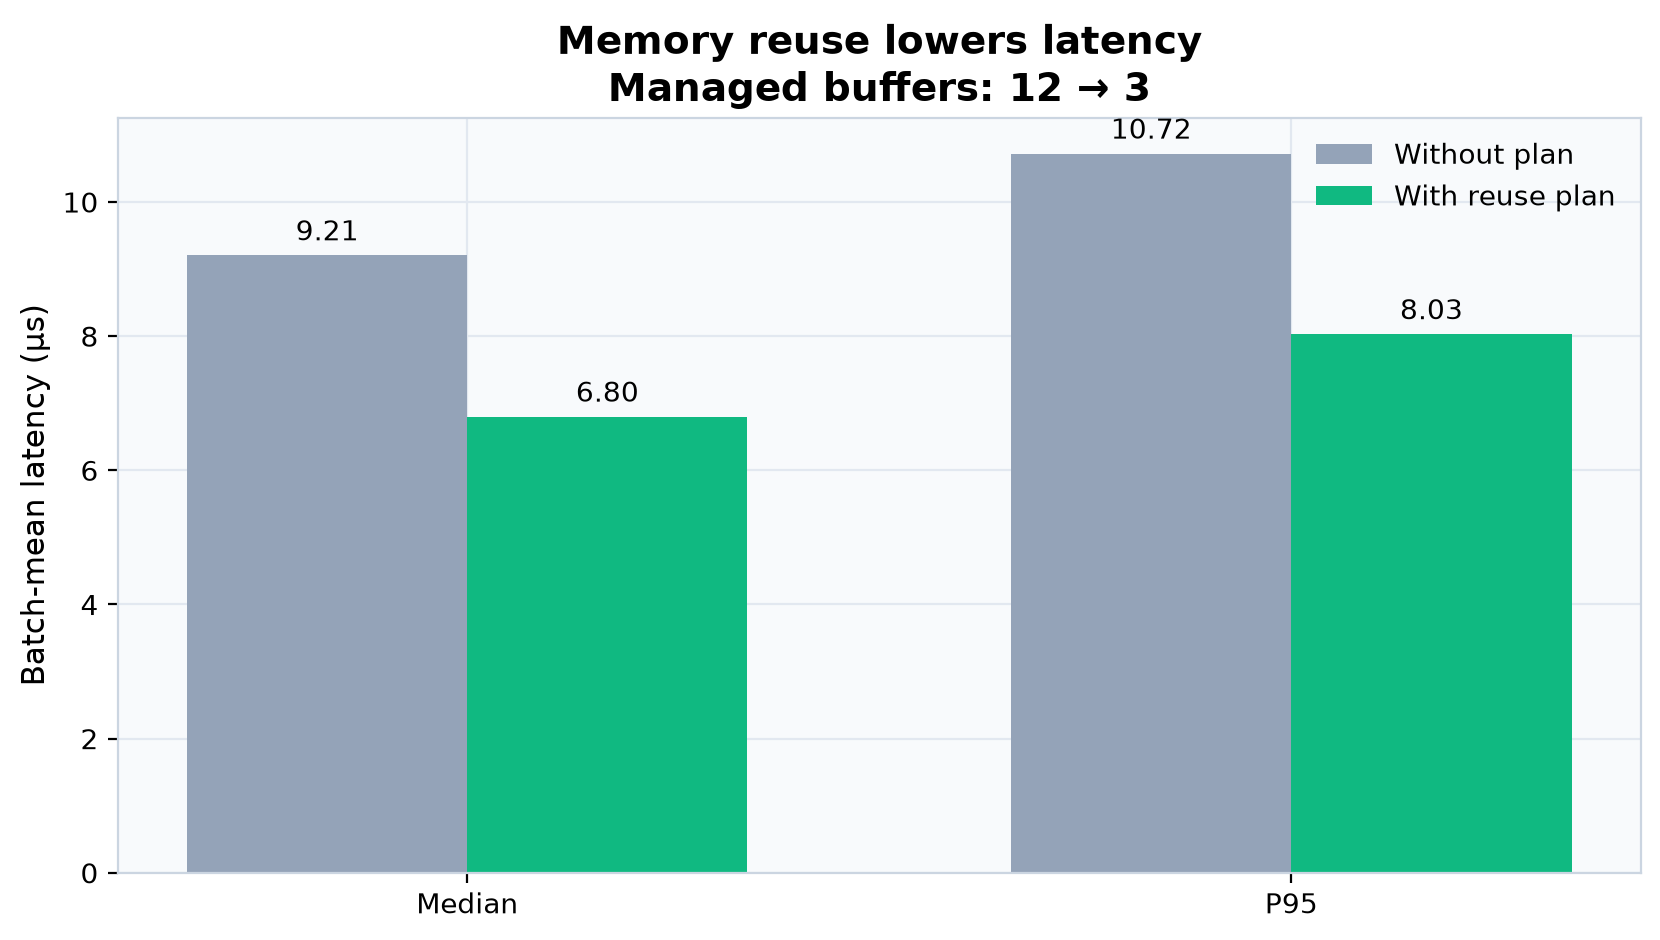 Memory reuse lowers latency
Managed buffers: 12 → 3
10.72
Without plan
With reuse plan
10
9.21
8.03
8
6.80
6
4
2
0
Batch-mean latency (µs)
Median
P95